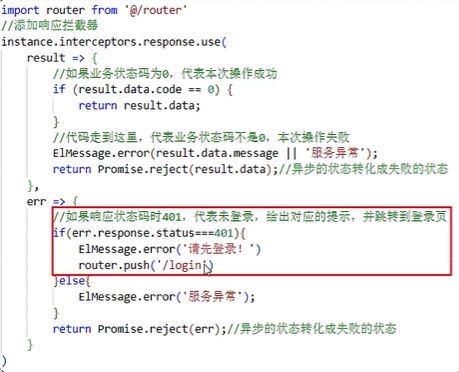 import router from '@/router'
//添加响应拦截器
instance.interceptors.response.use(
    result => {
        //如果业务状态码为0，代表本次操作成功
        if (result.data.code == 0) {
            return result.data;
        }
        //代码走到这里，代表业务状态码不是0，本次操作失败
        ElMessage.error(result.data.message || '服务异常');
        return Promise.reject(result.data);//异步的状态转化成失败的状态
    },
    err => {
        //如果响应状态码时401，代表未登录，给出对应的提示，并跳转到登录页
        if(err.response.status===401){
            ElMessage.error('请先登录！')
            router.push('/login')
        }else{
            ElMessage.error('服务异常');
        }
        return Promise.reject(err);//异步的状态转化成失败的状态
    }
)